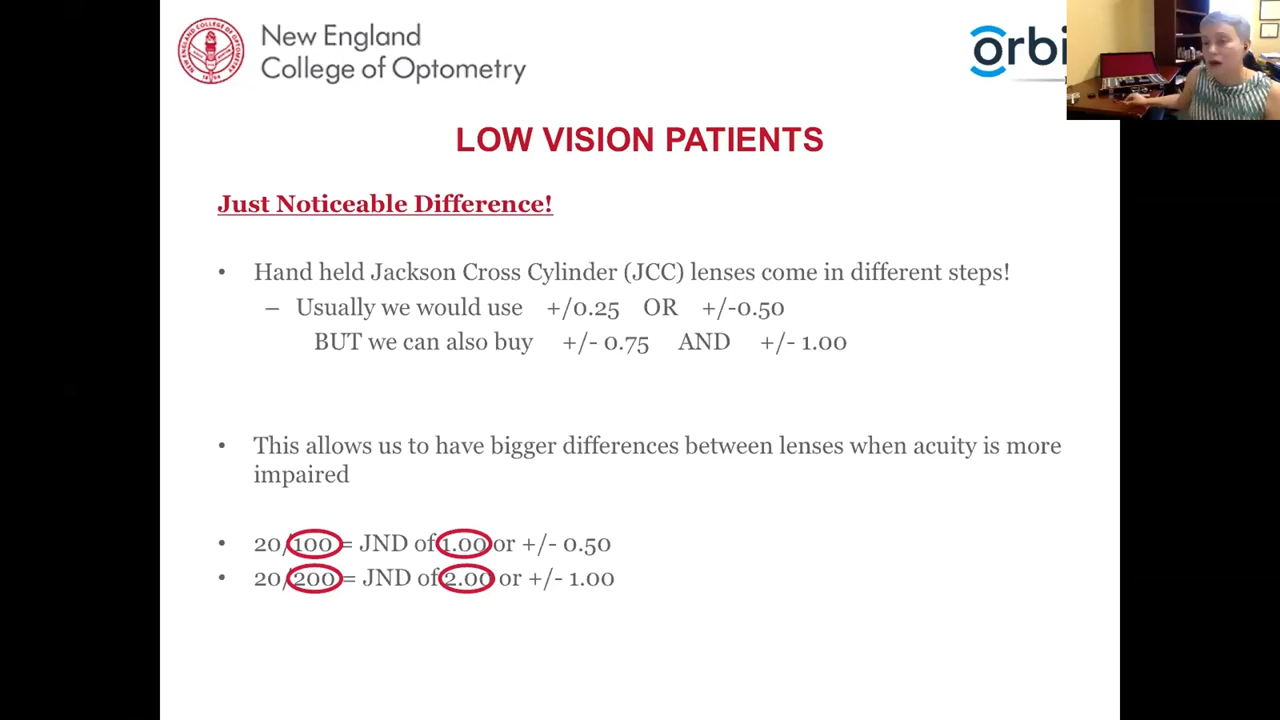 New England
College of Optometry
orbi
LOW VISION PATIENTS
Just Noticeable Difference!
• Hand held Jackson Cross Cylinder (JCC) lenses come in different steps!
– Usually we would use +/0.25 OR +/-0.50
BUT we can also buy +/- 0.75 AND +/- 1.00
• This allows us to have bigger differences between lenses when acuity is more
impaired
• 20/100 = JND of 1.00 or +/- 0.50
• 20/200 = JND of 2.00 or +/- 1.00